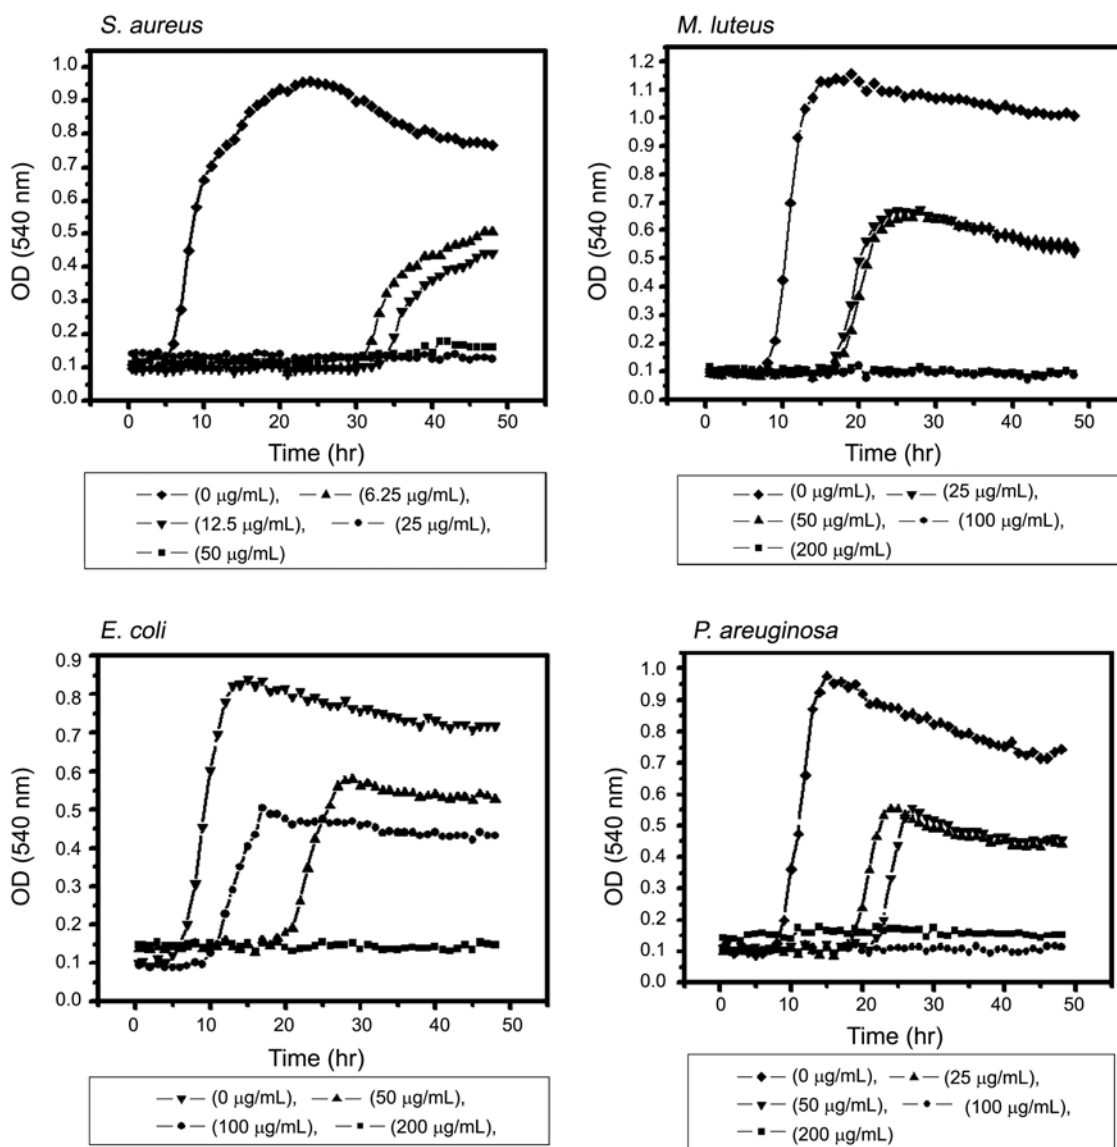 S. aureus
OD (540 nm)
1.0
0.9
0.8
0.7
0.6
0.5
0.4
0.3
0.2
0.1
0.0
0 10 20 30 40 50
Time (hr)
(0 µg/mL), (6.25 µg/mL),
(12.5 µg/mL), (25 µg/mL),
(50 µg/mL)
M. luteus
OD (540 nm)
1.2
1.1
1.0
0.9
0.8
0.7
0.6
0.5
0.4
0.3
0.2
0.1
0.0
0 10 20 30 40 50
Time (hr)
(0 µg/mL), (25 µg/mL),
(50 µg/mL), (100 µg/mL),
(200 µg/mL)
E. coli
OD (540 nm)
0.9
0.8
0.7
0.6
0.5
0.4
0.3
0.2
0.1
0.0
0 10 20 30 40 50
Time (hr)
(0 µg/mL), (50 µg/mL),
(100 µg/mL), (200 µg/mL),
P. areuginosa
OD (540 nm)
1.0
0.9
0.8
0.7
0.6
0.5
0.4
0.3
0.2
0.1
0.0
0 10 20 30 40 50
Time (hr)
(0 µg/mL), (25 µg/mL),
(50 µg/mL), (100 µg/mL),
(200 µg/mL)